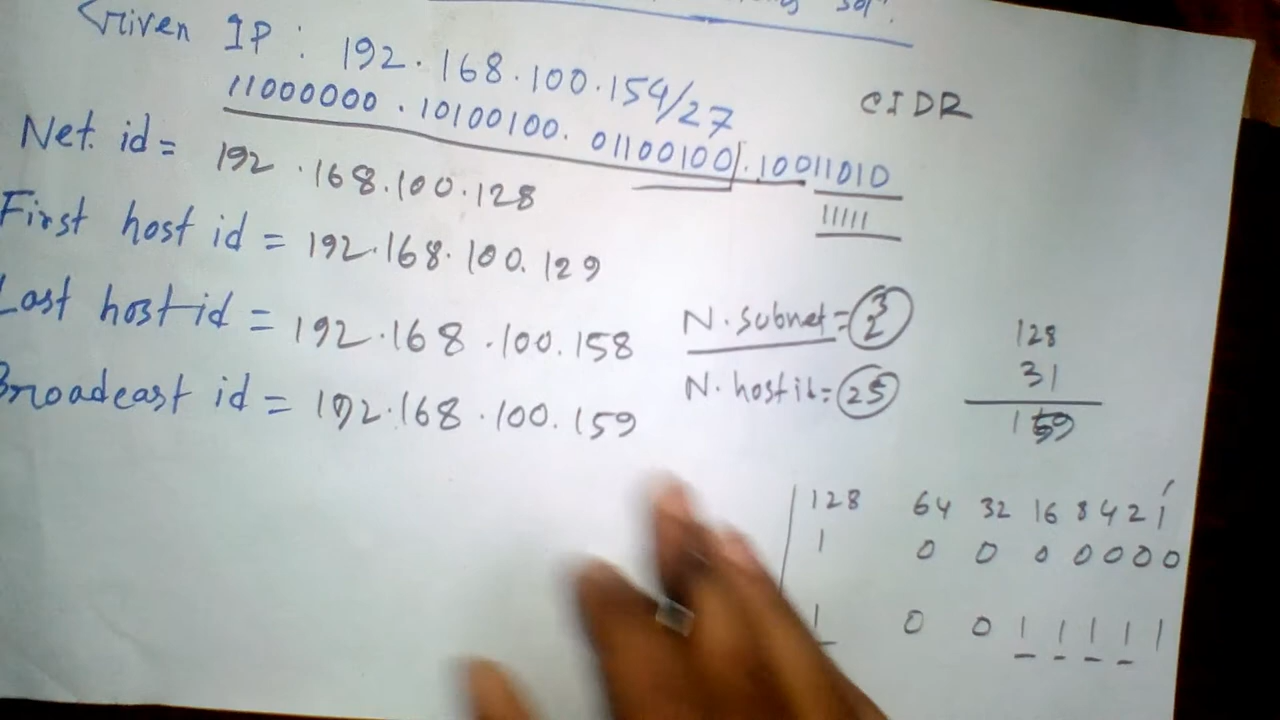 Given IP : 192.168.100.154/27
CIDR
11000000 . 10100100. 01100100 . 10011010
11111
Net. id = 192 .168.100.128
First host id = 192.168.100.129
Last host id = 192.168.100.158
Broadcast id = 192.168.100.159
N. subnet =
N. host id = 25
128
31
159
128 64 32 16 8 4 2 1
1 0 0 0 0 0 0 0
1 0 0 1 1 1 1 1